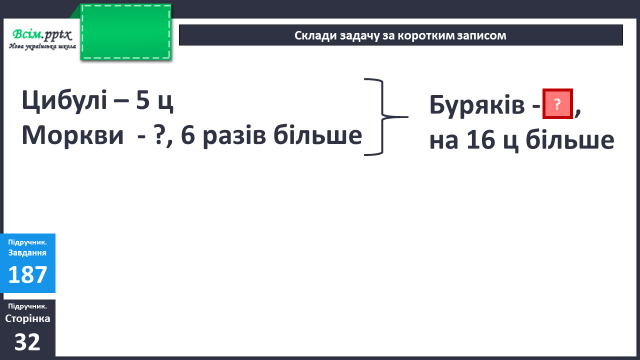 Всім.pptx
Нова українська школа
Склади задачу за коротким записом
Цибулі – 5 ц
Моркви - ?, 6 разів більше
Буряків - ? ,
на 16 ц більше
Підручник.
Завдання
187
Підручник.
Сторінка
32